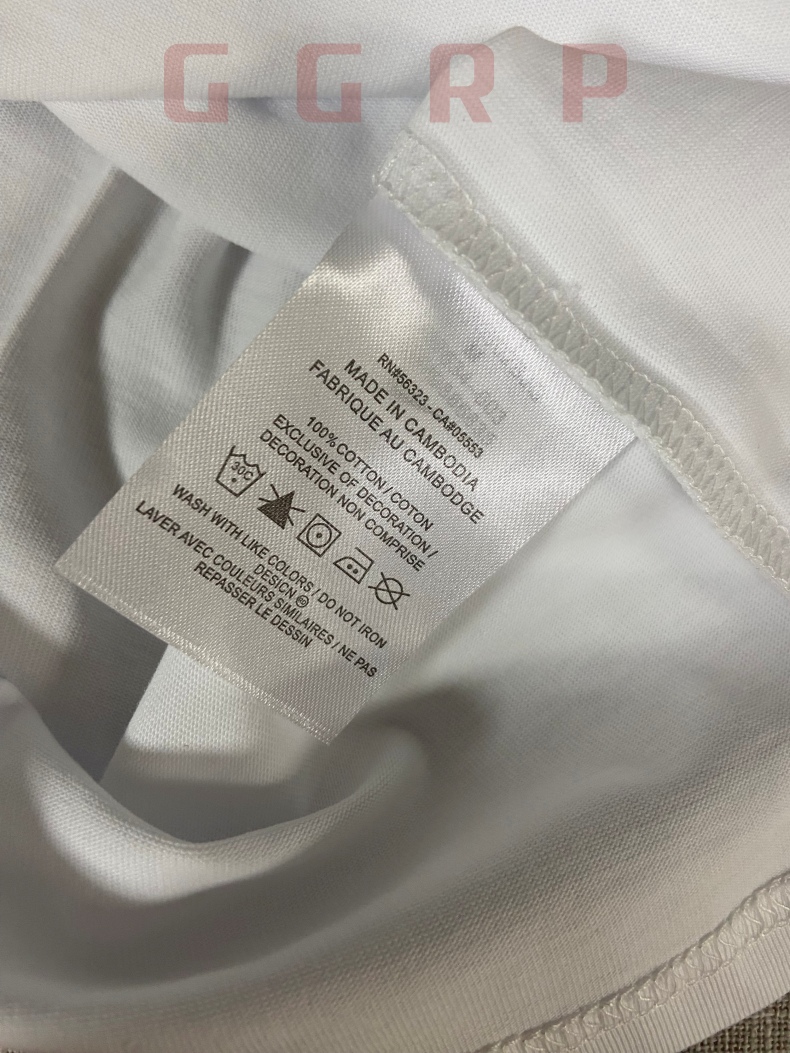 GGRP
RN#56323 - CA#05553
MADE IN CAMBODIA
FABRIQUE AU CAMBODGE
100% COTTON / COTON
EXCLUSIVE OF DECORATION /
DECORATION NON COMPRISE
30C
WASH WITH LIKE COLORS / DO NOT IRON
DESIGN
LAVER AVEC COULEURS SIMILAIRES / NE PAS
REPASSER LE DESSIN